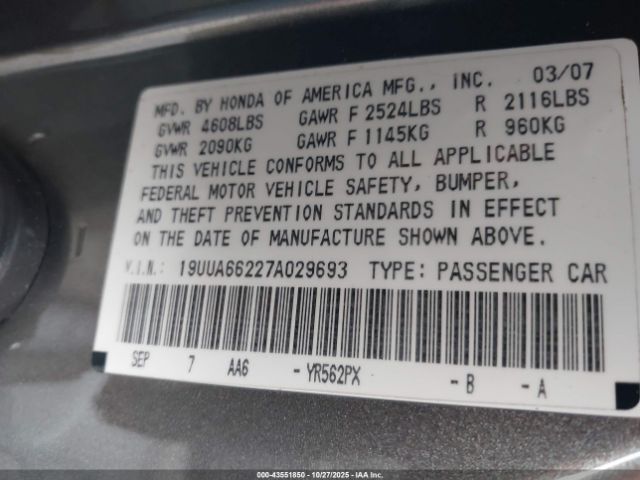 MFD. BY HONDA OF AMERICA MFG., INC. 03/07
GVWR 4608LBS GAWR F 2524LBS R 2116LBS
GVWR 2090KG GAWR F 1145KG R 960KG
THIS VEHICLE CONFORMS TO ALL APPLICABLE
FEDERAL MOTOR VEHICLE SAFETY, BUMPER,
AND THEFT PREVENTION STANDARDS IN EFFECT
ON THE DATE OF MANUFACTURE SHOWN ABOVE.
V.I.N.: 19UUA66227A029693 TYPE: PASSENGER CAR
SEP 7 AA6 -YR562PX -B -A
000-43551850 | 10/27/2025 | IAAI.COM